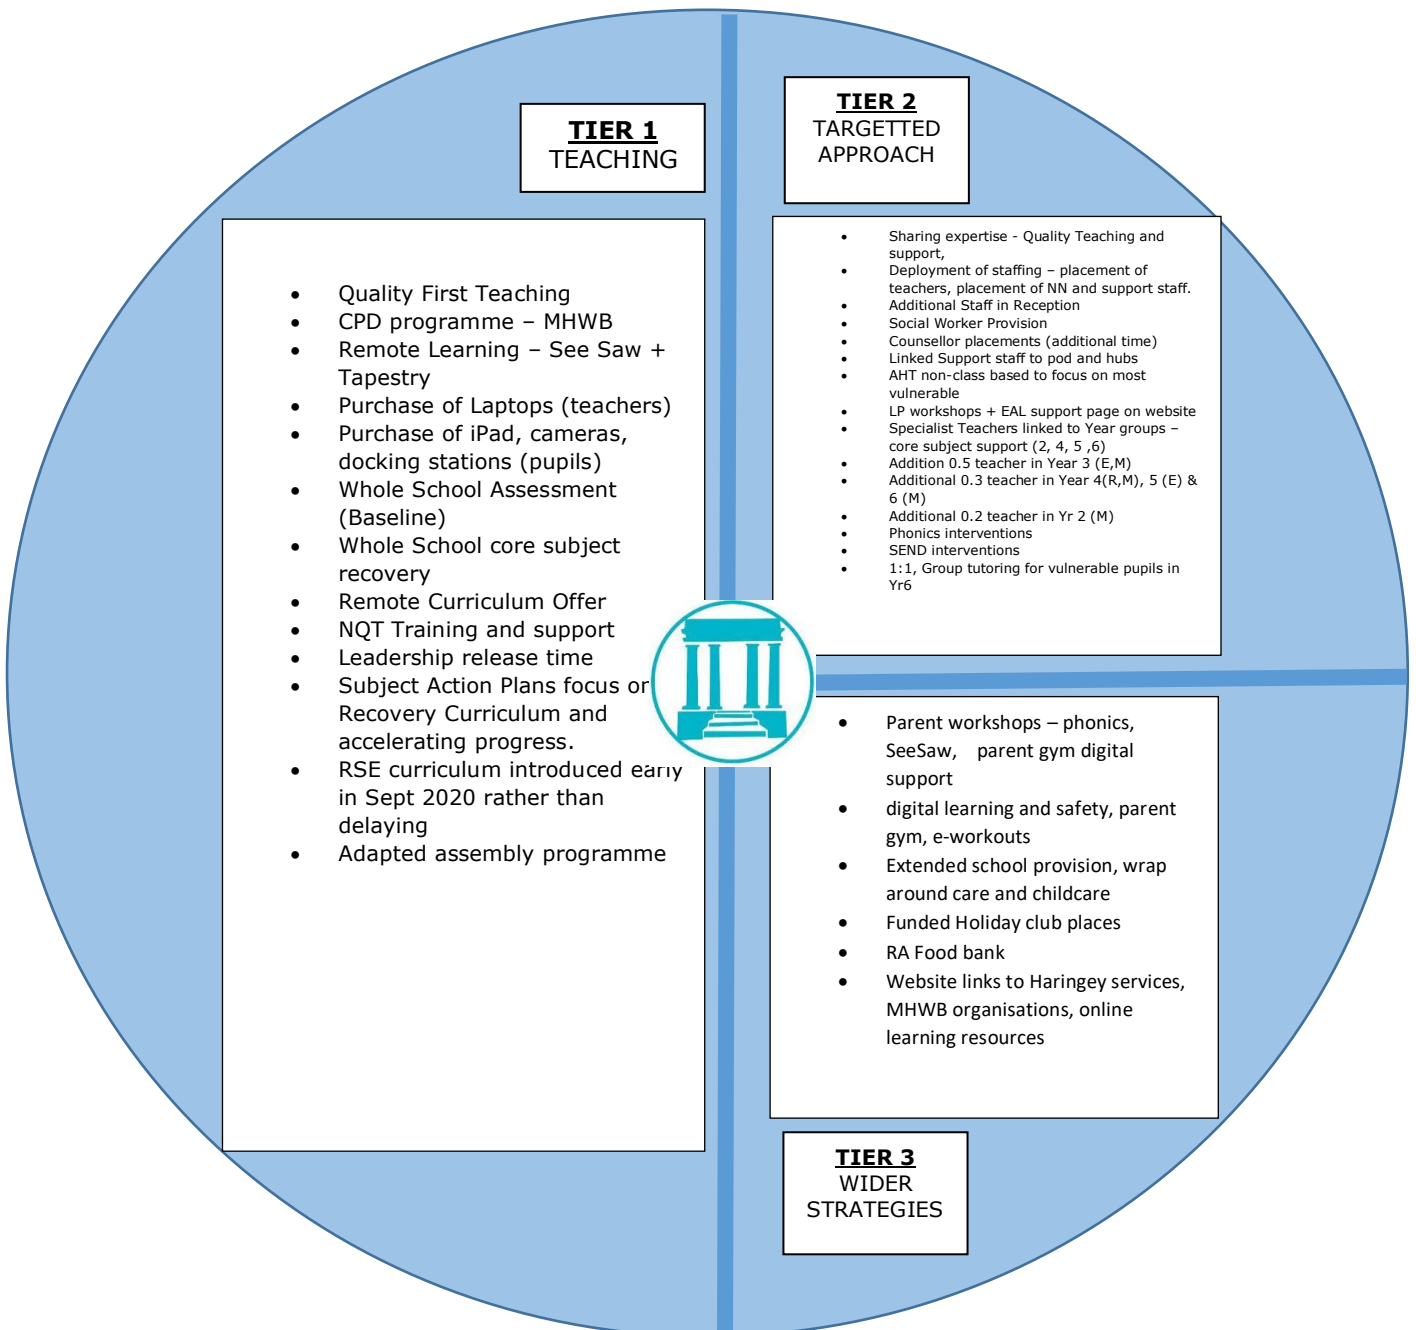 TIER 1
TEACHING
• Quality First Teaching
• CPD programme – MHWB
• Remote Learning – See Saw +
Tapestry
• Purchase of Laptops (teachers)
• Purchase of iPad, cameras,
docking stations (pupils)
• Whole School Assessment
(Baseline)
• Whole School core subject
recovery
• Remote Curriculum Offer
• NQT Training and support
• Leadership release time
• Subject Action Plans focus on
Recovery Curriculum and
accelerating progress.
• RSE curriculum introduced early
in Sept 2020 rather than
delaying
• Adapted assembly programme
TIER 2
TARGETTED
APPROACH
• Sharing expertise - Quality Teaching and
support,
• Deployment of staffing – placement of
teachers, placement of NN and support staff.
• Additional Staff in Reception
• Social Worker Provision
• Counsellor placements (additional time)
• Linked Support staff to pod and hubs
• AHT non-class based to focus on most
vulnerable
• LP workshops + EAL support page on website
• Specialist Teachers linked to Year groups –
core subject support (2, 4, 5 ,6)
• Addition 0.5 teacher in Year 3 (E,M)
• Additional 0.3 teacher in Year 4(R,M), 5 (E) &
6 (M)
• Additional 0.2 teacher in Yr 2 (M)
• Phonics interventions
• SEND interventions
• 1:1, Group tutoring for vulnerable pupils in
Yr6
• Parent workshops – phonics,
SeeSaw, parent gym digital
support
• digital learning and safety, parent
gym, e-workouts
• Extended school provision, wrap
around care and childcare
• Funded Holiday club places
• RA Food bank
• Website links to Haringey services,
MHWB organisations, online
learning resources
TIER 3
WIDER
STRATEGIES